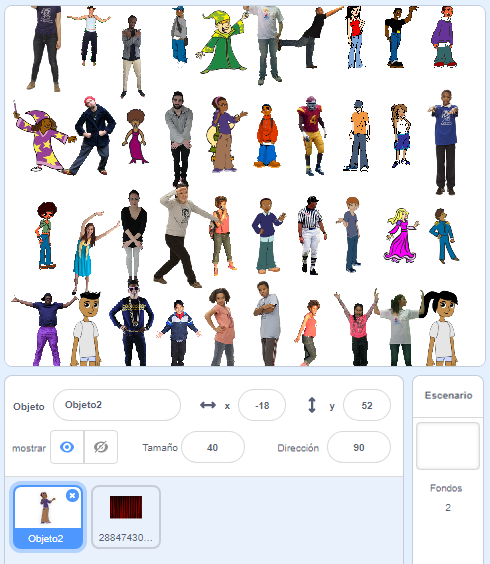 Objeto Objeto2 x -18 y 52
mostrar Tamaño 40 Dirección 90
Objeto2
28847430...
Escenario
Fondos
2